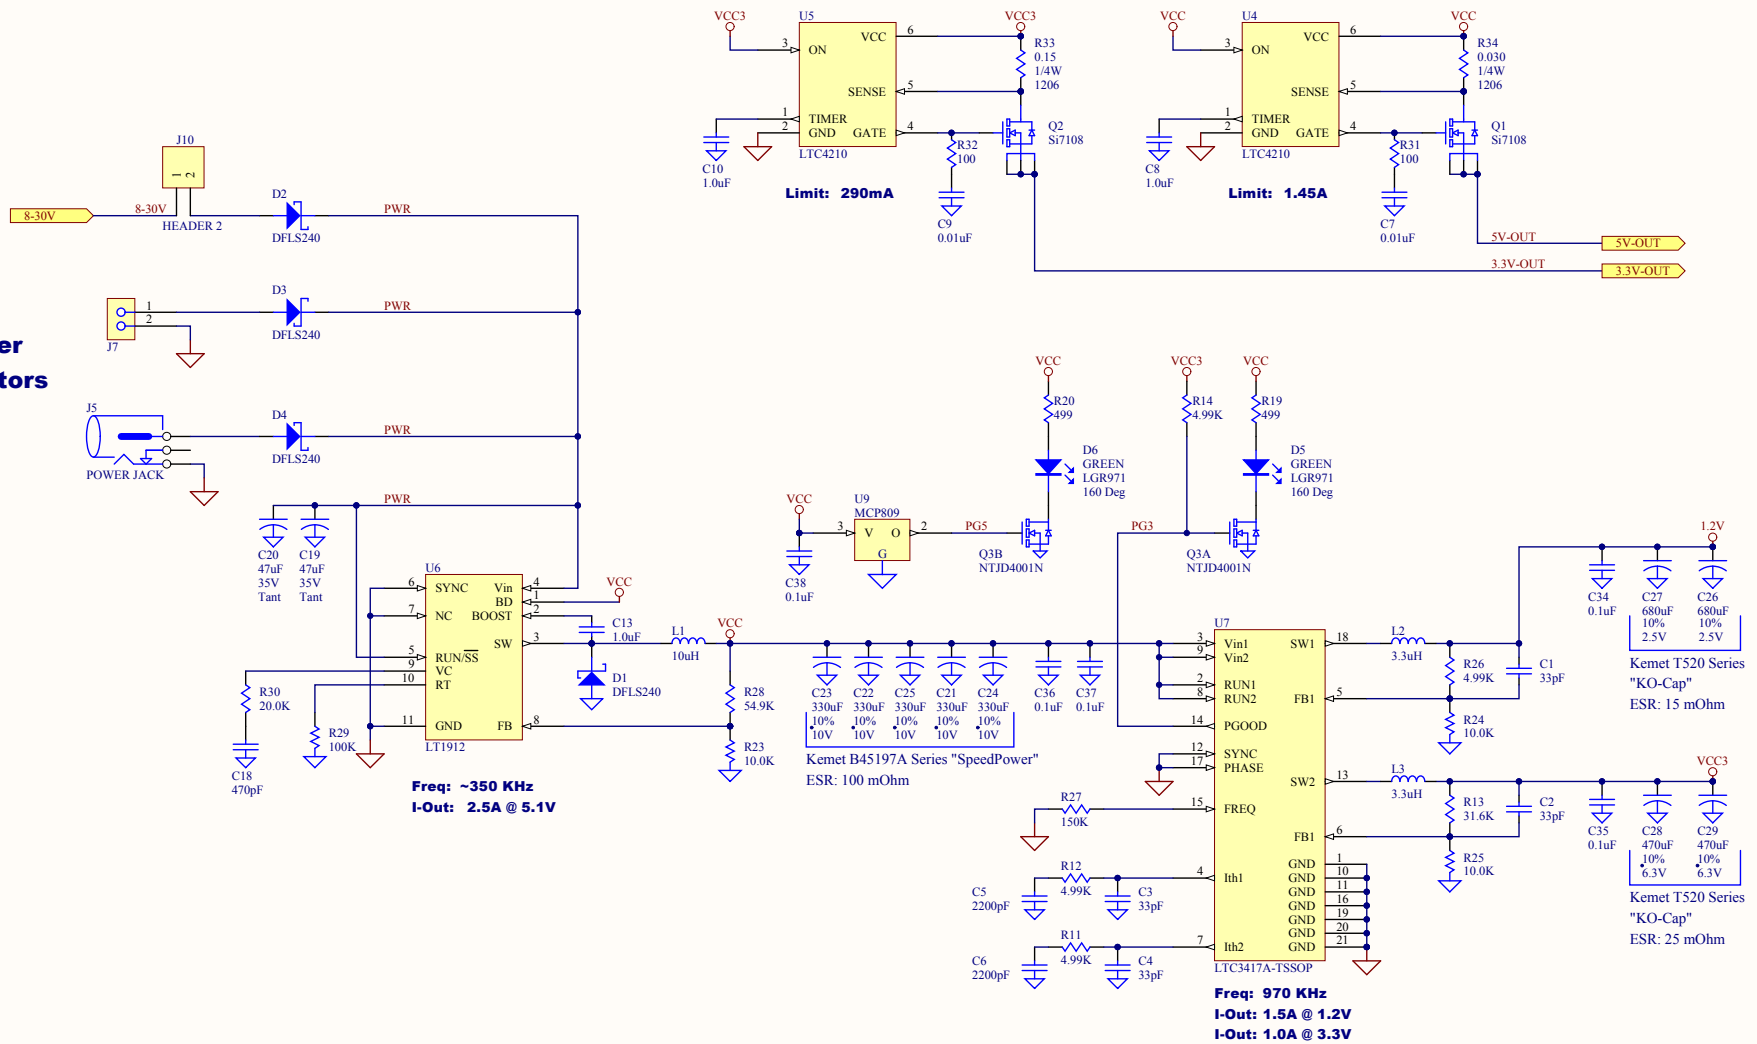 VCC3
U5
VCC3
3
ON
VCC
6
R33
0.15
1/4W
1206
SENSE
5
1
TIMER
2
GND
GATE
4
LTC4210
C10
1.0uF
R32
100
Q2
Si7108
Limit: 290mA
C9
0.01uF
VCC
U4
VCC
3
ON
VCC
6
R34
0.030
1/4W
1206
SENSE
5
1
TIMER
2
GND
GATE
4
LTC4210
C8
1.0uF
R31
100
Q1
Si7108
Limit: 1.45A
C7
0.01uF
5V-OUT
5V-OUT
3.3V-OUT
3.3V-OUT
J10
1
2
8-30V
8-30V
HEADER 2
D2
DFLS240
PWR
D3
DFLS240
PWR
1
2
J7
er
tors
J5
POWER JACK
D4
DFLS240
PWR
PWR
C20
47uF
35V
Tant
C19
47uF
35V
Tant
U6
6
SYNC
Vin
4
BD
1
7
NC
BOOST
2
SW
3
5
RUN/SS
9
VC
10
RT
11
GND
FB
8
LT1912
VCC
C13
1.0uF
L1
10uH
VCC
D1
DFLS240
R30
20.0K
R29
100K
C18
470pF
R28
54.9K
R23
10.0K
Freq: ~350 KHz
I-Out: 2.5A @ 5.1V
VCC
U9
MCP809
3
V
O
2
G
C38
0.1uF
PG5
VCC
R20
499
D6
GREEN
LGR971
160 Deg
Q3B
NTJD4001N
VCC3
R14
4.99K
PG3
VCC
R19
499
D5
GREEN
LGR971
160 Deg
Q3A
NTJD4001N
C23
330uF
10%
10V
C22
330uF
10%
10V
C25
330uF
10%
10V
C21
330uF
10%
10V
C24
330uF
10%
10V
C36
0.1uF
C37
0.1uF
Kemet B45197A Series "SpeedPower"
ESR: 100 mOhm
U7
3
Vin1
SW1
18
9
Vin2
2
RUN1
8
RUN2
FB1
5
14
PGOOD
12
SYNC
17
PHASE
SW2
13
15
FREQ
FB1
6
4
Ith1
GND
1
GND
10
GND
11
GND
16
GND
19
GND
20
GND
21
7
Ith2
LTC3417A-TSSOP
R27
150K
R12
4.99K
C5
2200pF
C3
33pF
R11
4.99K
C6
2200pF
C4
33pF
L2
3.3uH
R26
4.99K
C1
33pF
R24
10.0K
1.2V
C34
0.1uF
C27
680uF
10%
2.5V
C26
680uF
10%
2.5V
Kemet T520 Series
"KO-Cap"
ESR: 15 mOhm
L3
3.3uH
R13
31.6K
C2
33pF
R25
10.0K
VCC3
C35
0.1uF
C28
470uF
10%
6.3V
C29
470uF
10%
6.3V
Kemet T520 Series
"KO-Cap"
ESR: 25 mOhm
Freq: 970 KHz
I-Out: 1.5A @ 1.2V
I-Out: 1.0A @ 3.3V